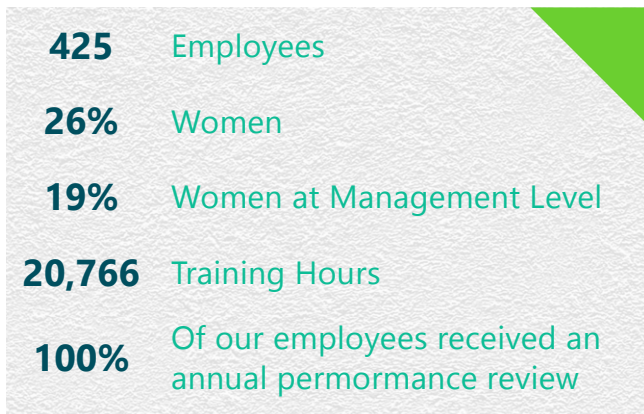 425 Employees
26% Women
19% Women at Management Level
20,766 Training Hours
100% Of our employees received an
annual permormance review